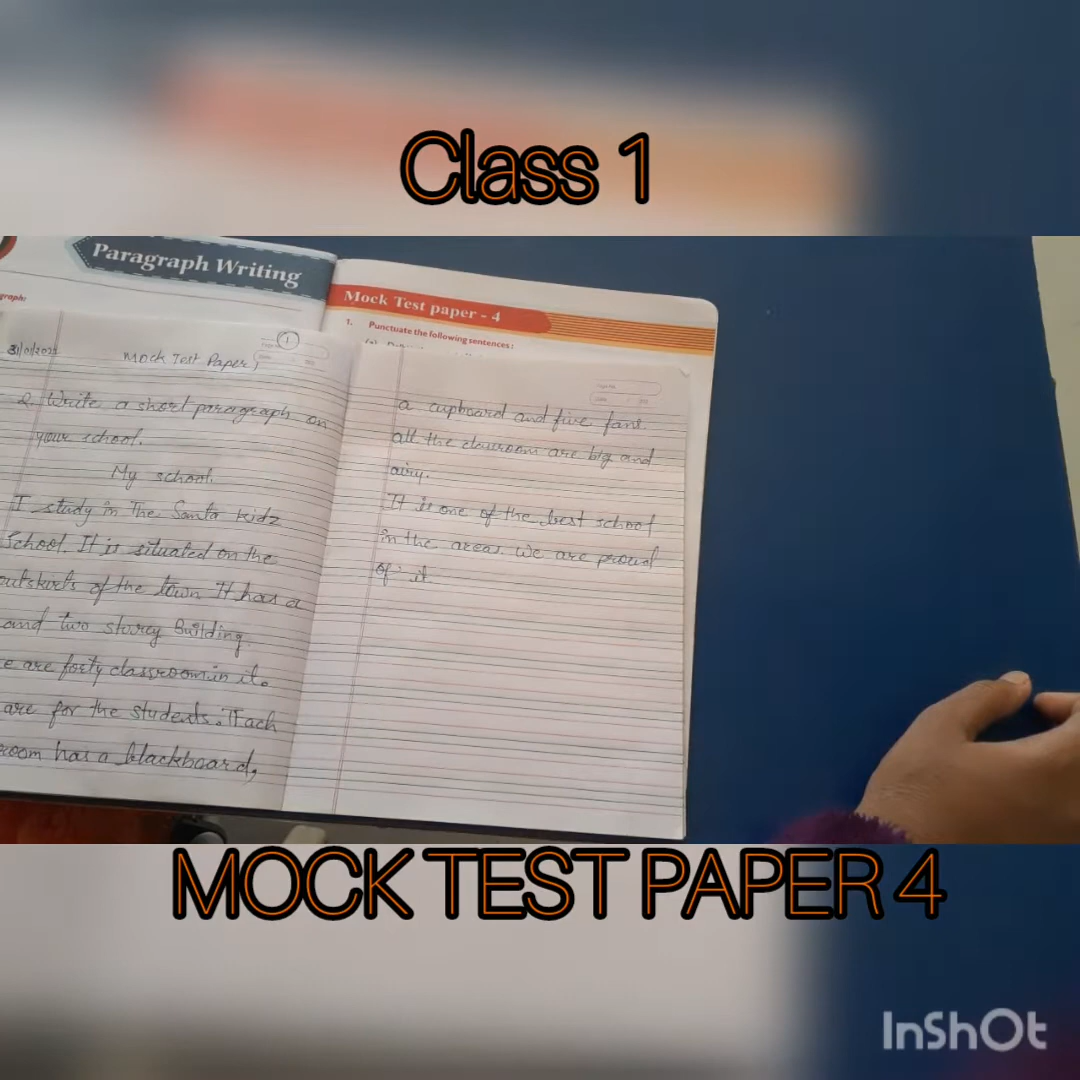 Class 1
Paragraph Writing
graph:
Mock Test paper - 4
1. Punctuate the following sentences:
1
Mock Test Paper,
2. Write a short paragraph on
your school.
My school.
I study in The Santa Kidz
School. It is situated on the
outskirts of the town It has a
and two storey Building.
e are forty classroom in it.
are for the students. Each
room has a blackboard,
a cupboard and five fans
all the classroom are big and
airy.
It is one of the best school
in the areas. We are proud
of it
MOCK TEST PAPER 4
InShOt